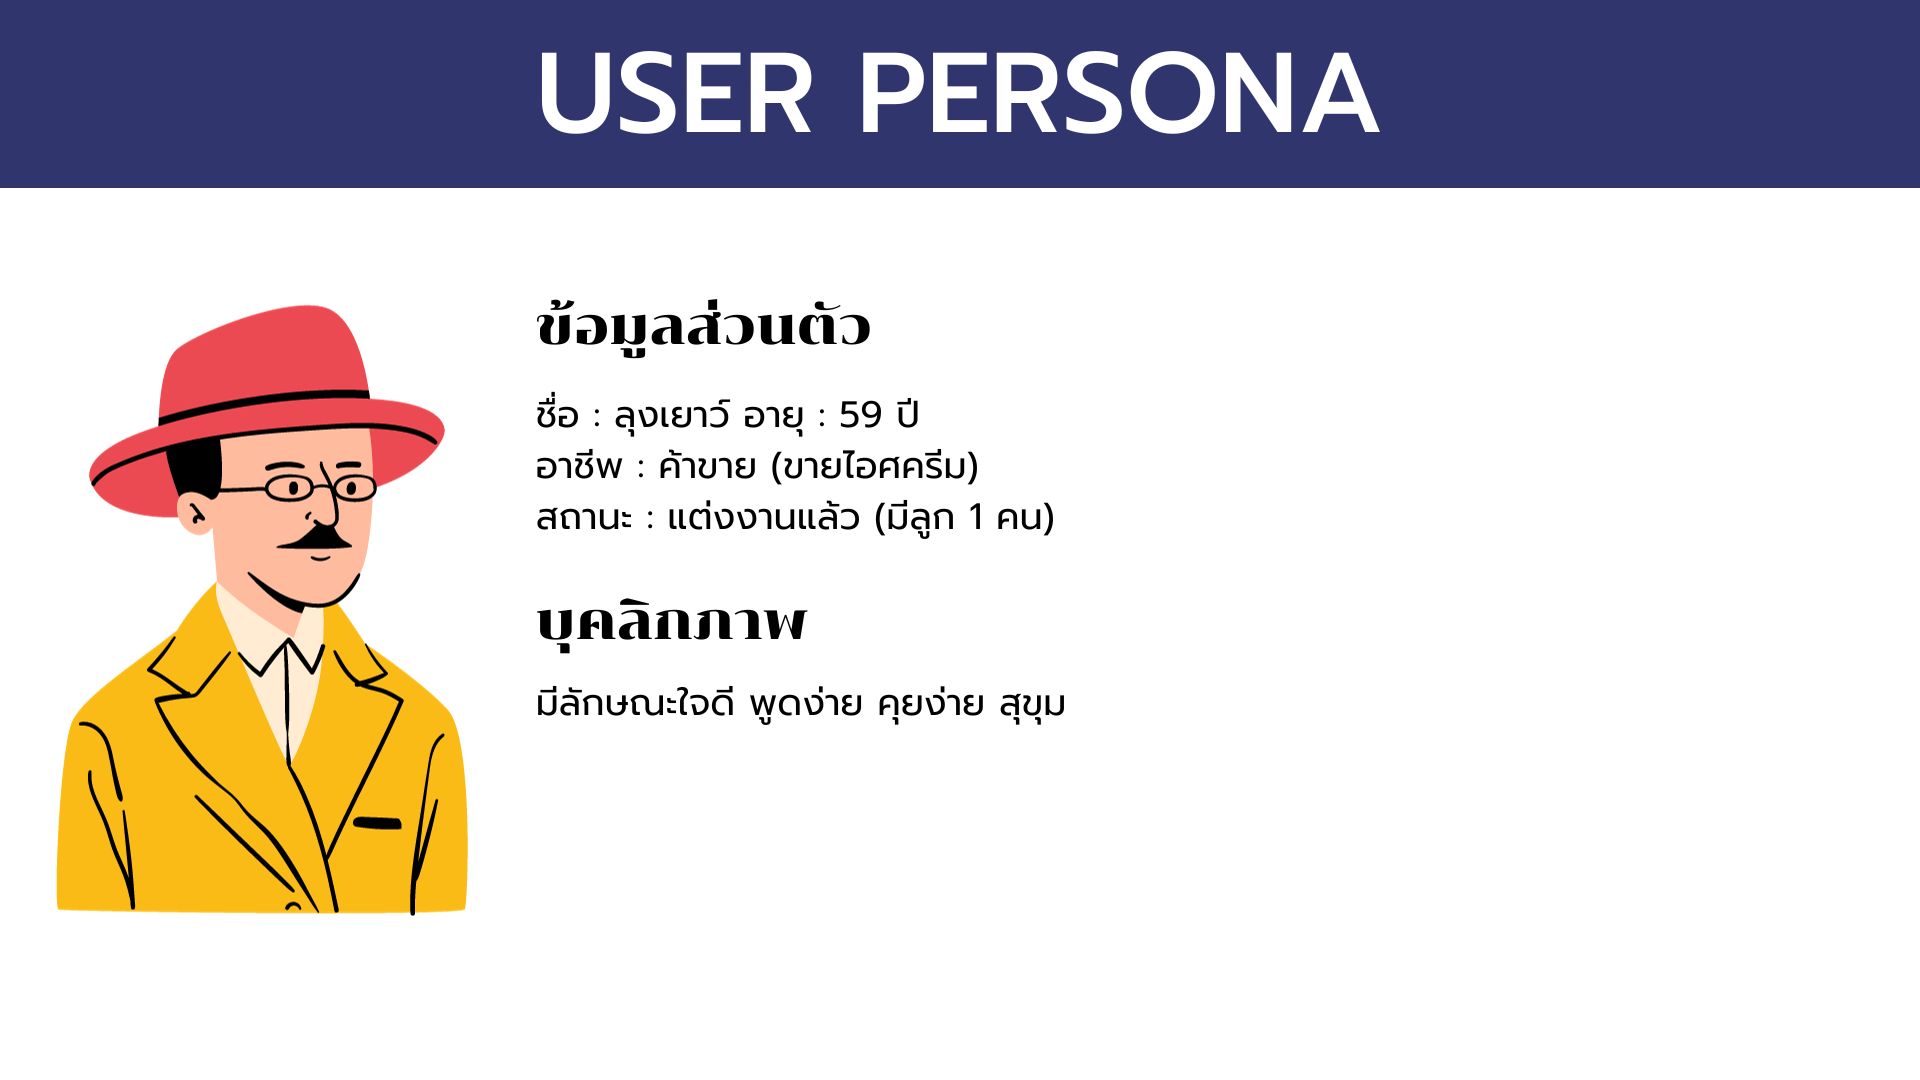 USER PERSONA
ข้อมูลส่วนตัว
ชื่อ : ลุงเยาว์ อายุ : 59 ปี
อาชีพ : ค้าขาย (ขายไอศครีม)
สถานะ : แต่งงานแล้ว (มีลูก 1 คน)
บุคลิกภาพ
มีลักษณะใจดี พูดง่าย คุยง่าย สุขุม